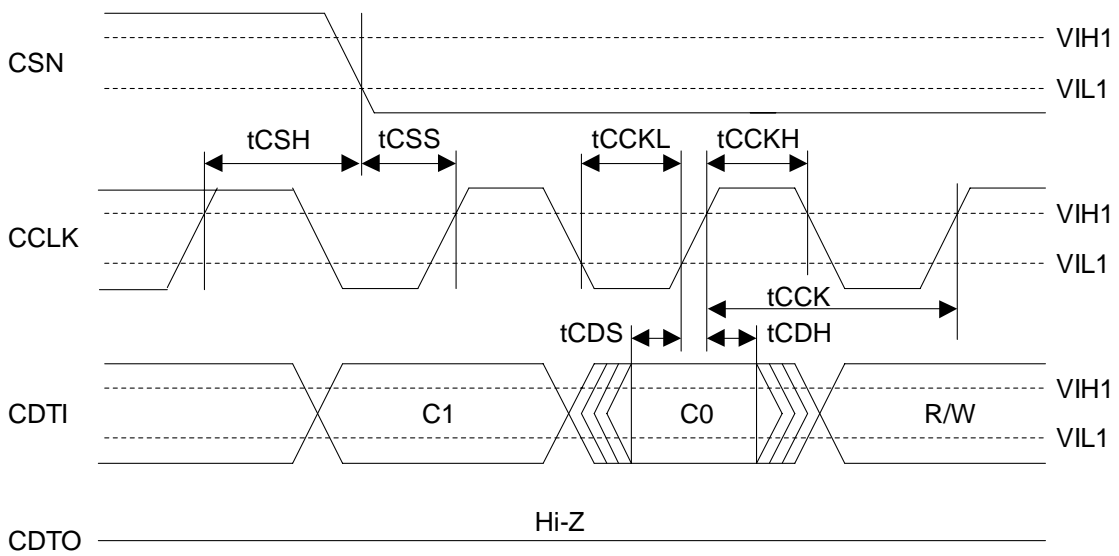 CSN
VIH1
VIL1
tCSH
tCSS
tCCKL
tCCKH
CCLK
VIH1
VIL1
tCCK
tCDS
tCDH
CDTI
C1
C0
R/W
VIH1
VIL1
Hi-Z
CDTO